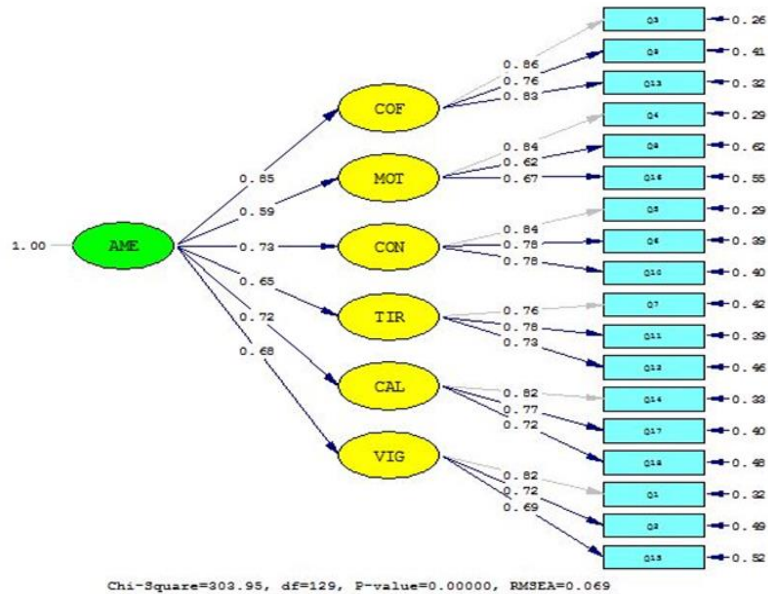 Q3 0.26
0.86 Q9 0.41
0.76
COF 0.83 Q13 0.32
Q4 0.29
0.84
0.85 0.62 Q8 0.62
MOT 0.67 Q16 0.55
0.59 Q5 0.29
0.84
1.00 AME 0.73 CON 0.78 Q6 0.39
0.78 Q10 0.40
0.65 0.76 Q7 0.42
TIR 0.78 Q11 0.39
0.72 0.73 Q12 0.46
0.68 0.82 Q14 0.33
CAL 0.77 Q17 0.40
0.72 Q18 0.48
VIG 0.82 Q1 0.32
0.72 Q2 0.49
0.69 Q15 0.52
Chi-Square=303.95, df=129, P-value=0.00000, RMSEA=0.069